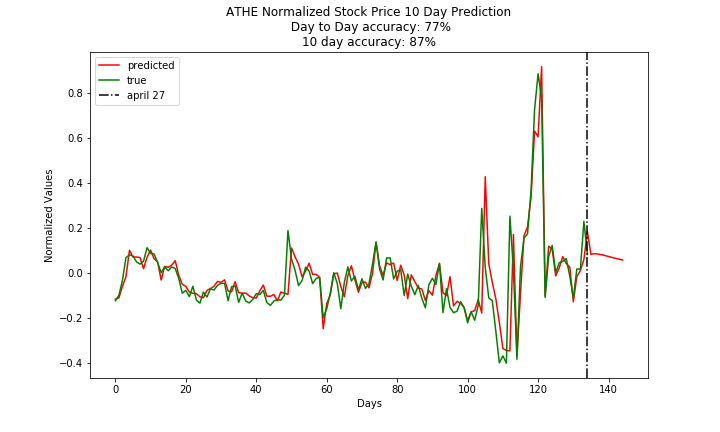 ATHE Normalized Stock Price 10 Day Prediction
Day to Day accuracy: 77%
10 day accuracy: 87%
predicted
true
april 27
Normalized Values
0.8
0.6
0.4
0.2
0.0
−0.2
−0.4
0 20 40 60 80 100 120 140
Days